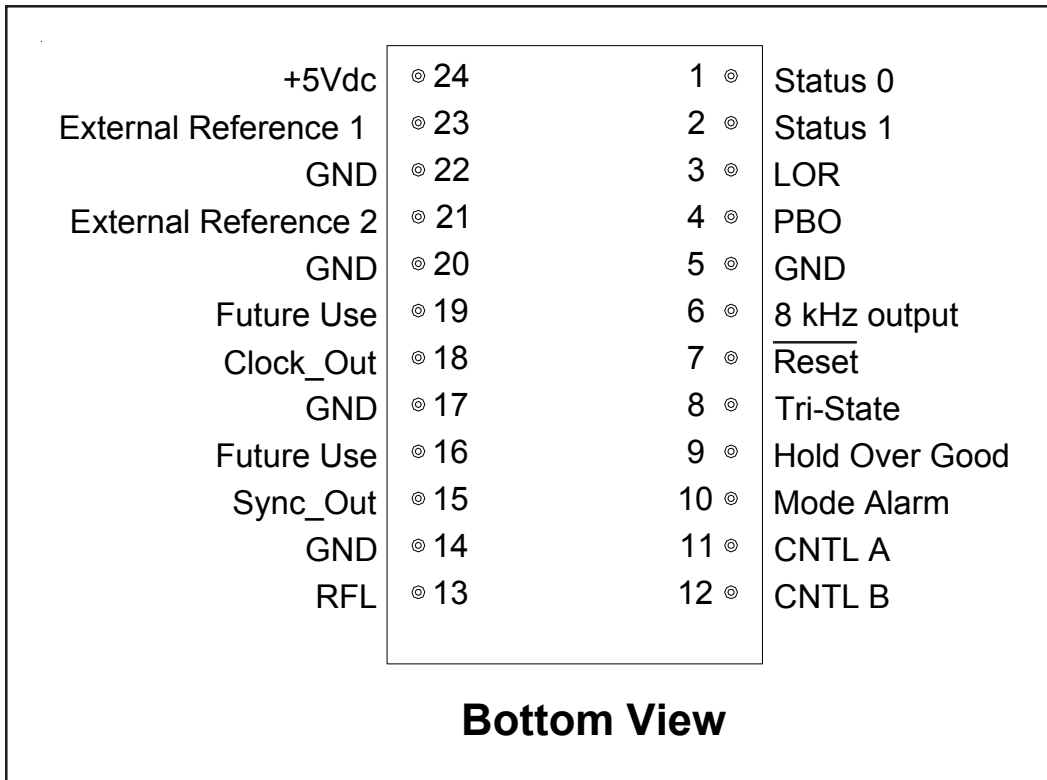 +5Vdc 24 1 Status 0
External Reference 1 23 2 Status 1
GND 22 3 LOR
External Reference 2 21 4 PBO
GND 20 5 GND
Future Use 19 6 8 kHz output
Clock_Out 18 7 Reset
GND 17 8 Tri-State
Future Use 16 9 Hold Over Good
Sync_Out 15 10 Mode Alarm
GND 14 11 CNTL A
RFL 13 12 CNTL B
Bottom View